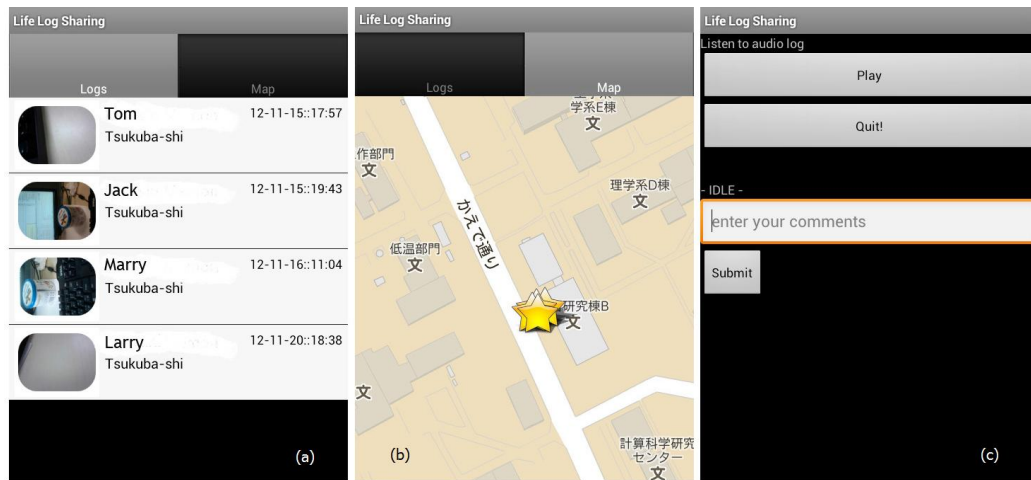 Life Log Sharing
Logs
Map
Tom
12-11-15::17:57
Tsukuba-shi
Jack
12-11-15::19:43
Tsukuba-shi
Marry
12-11-16::11:04
Tsukuba-shi
Larry
12-11-20::18:38
Tsukuba-shi
(a)
Life Log Sharing
Logs
Map
学系E棟
文
作部門
文
理学系D棟
文
かえで通り
低温部門
文
研究棟B
文
文
計算科学研究
センター
文
(b)
Life Log Sharing
Listen to audio log
Play
Quit!
- IDLE -
enter your comments
Submit
(c)